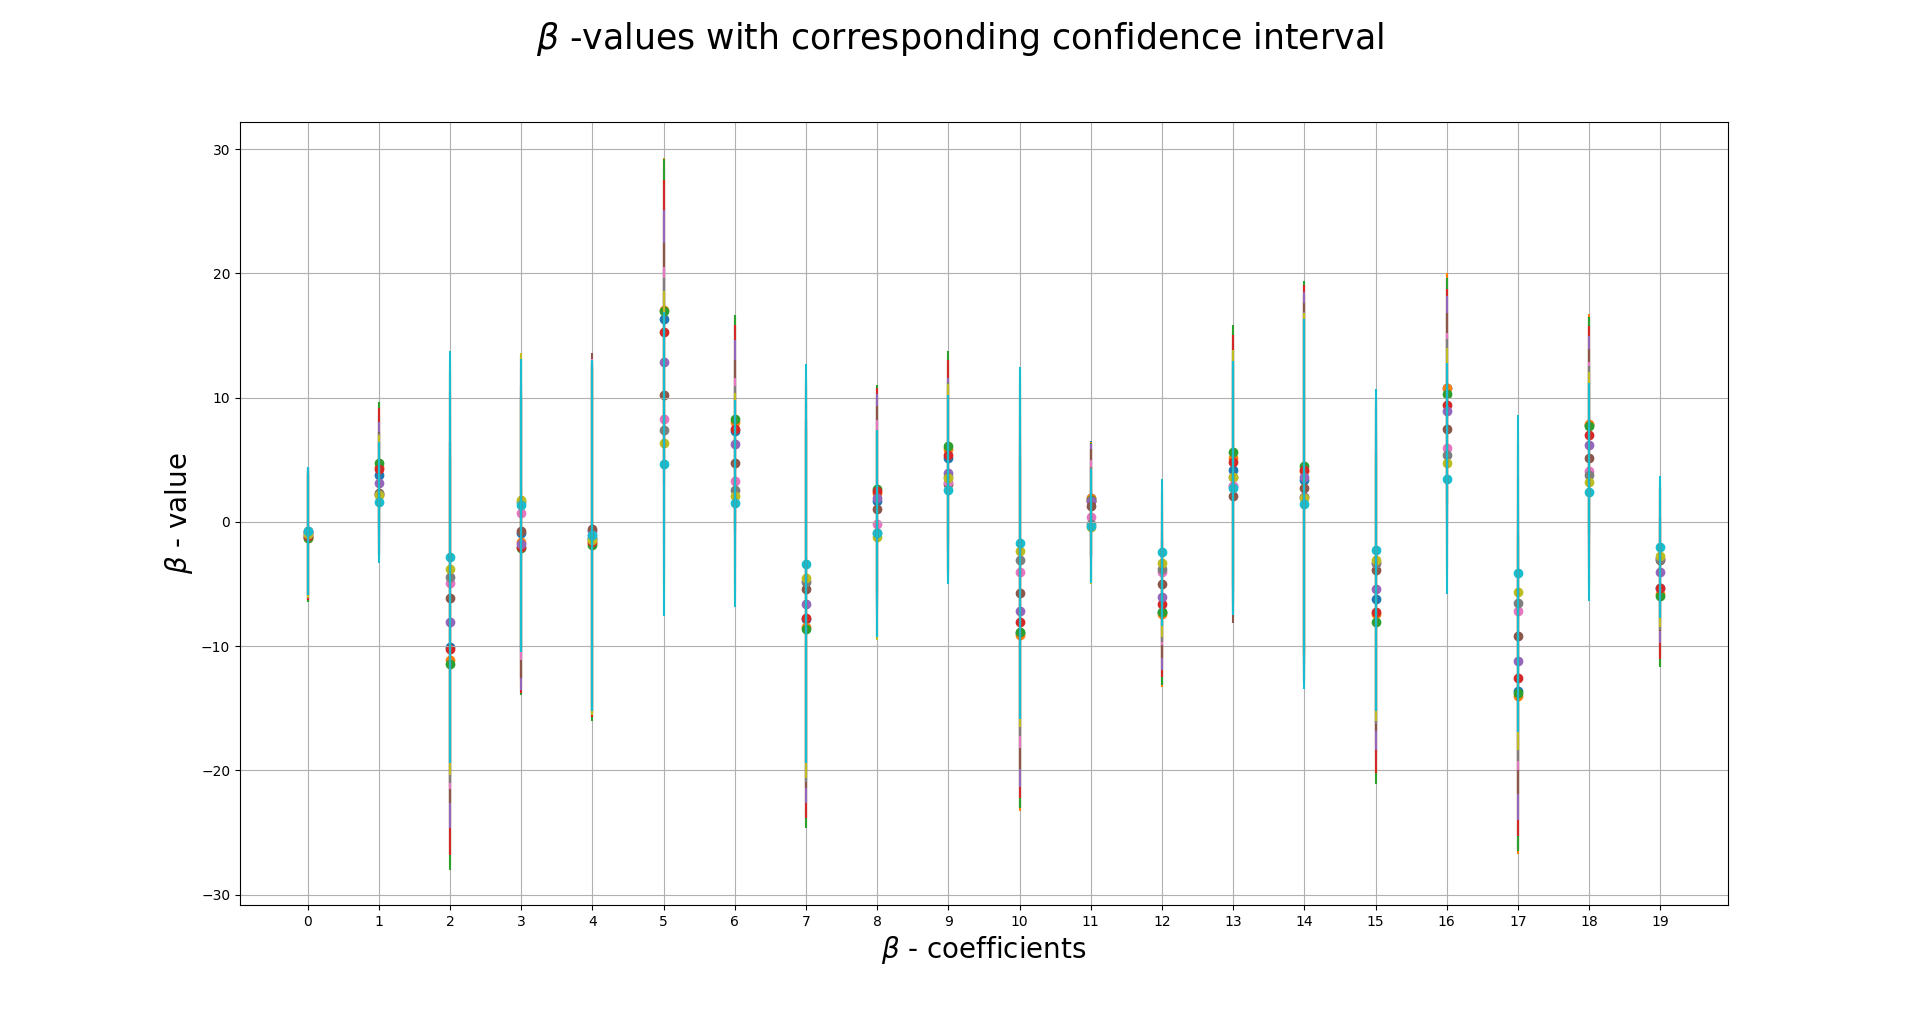 β -values with corresponding confidence interval
30
20
10
0
−10
−20
−30
β - value
0 1 2 3 4 5 6 7 8 9 10 11 12 13 14 15 16 17 18 19
β - coefficients